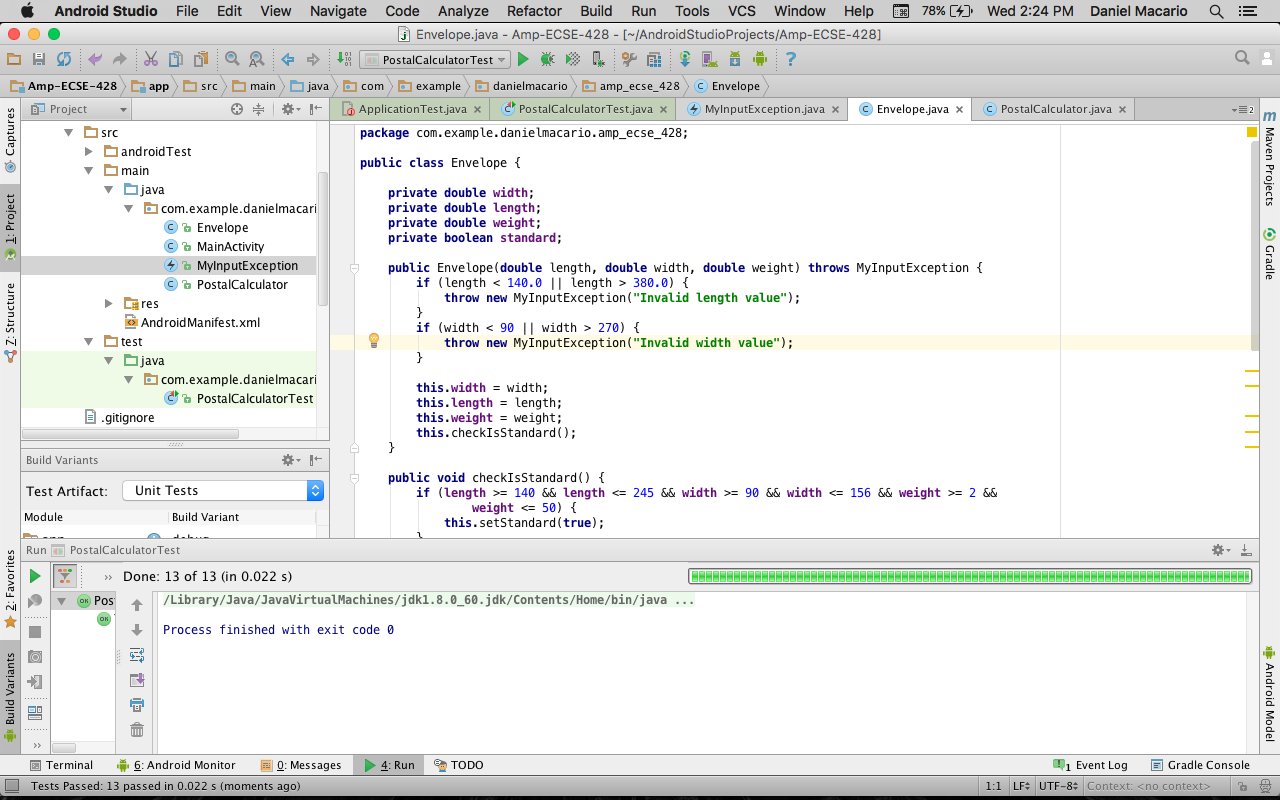 Android Studio File Edit View Navigate Code Analyze Refactor Build Run Tools VCS Window Help 78% Wed 2:24 PM Daniel Macario
Envelope.java - Amp-ECSE-428 - [~/AndroidStudioProjects/Amp-ECSE-428]
PostalCalculatorTest
Amp-ECSE-428 app src main java com example danielmacario amp_ecse_428 Envelope
Project
ApplicationTest.java PostalCalculatorTest.java MyInputException.java Envelope.java PostalCalculator.java
2
Captures
1: Project
Z: Structure
2: Favorites
Build Variants
src
androidTest
main
java
com.example.danielmacari
Envelope
MainActivity
MyInputException
PostalCalculator
res
AndroidManifest.xml
test
java
com.example.danielmacari
PostalCalculatorTest
.gitignore
Build Variants
Test Artifact: Unit Tests
Module Build Variant
package com.example.danielmacario.amp_ecse_428;
public class Envelope {
private double width;
private double length;
private double weight;
private boolean standard;
public Envelope(double length, double width, double weight) throws MyInputException {
if (length < 140.0 || length > 380.0) {
throw new MyInputException("Invalid length value");
}
if (width < 90 || width > 270) {
throw new MyInputException("Invalid width value");
}
this.width = width;
this.length = length;
this.weight = weight;
this.checkIsStandard();
}
public void checkIsStandard() {
if (length >= 140 && length <= 245 && width >= 90 && width <= 156 && weight >= 2 &&
weight <= 50) {
this.setStandard(true);
Maven Projects
Gradle
Android Model
Run PostalCalculatorTest
Done: 13 of 13 (in 0.022 s)
Pos
/Library/Java/JavaVirtualMachines/jdk1.8.0_60.jdk/Contents/Home/bin/java ...
Process finished with exit code 0
Terminal 6: Android Monitor 0: Messages 4: Run TODO 1 Event Log Gradle Console
Tests Passed: 13 passed in 0.022 s (moments ago) 1:1 LF UTF-8 Context: <no context>